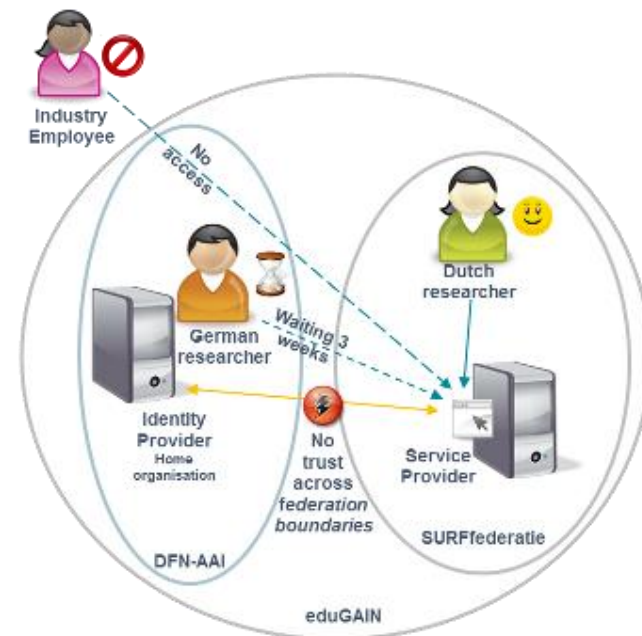 Industry
Employee
No
access
Dutch
researcher
Waiting 3
weeks
German
researcher
Identity
Provider
Home
organisation
No
trust
across
federation
boundaries
Service
Provider
SURFfederatie
DFN-AAI
eduGAIN